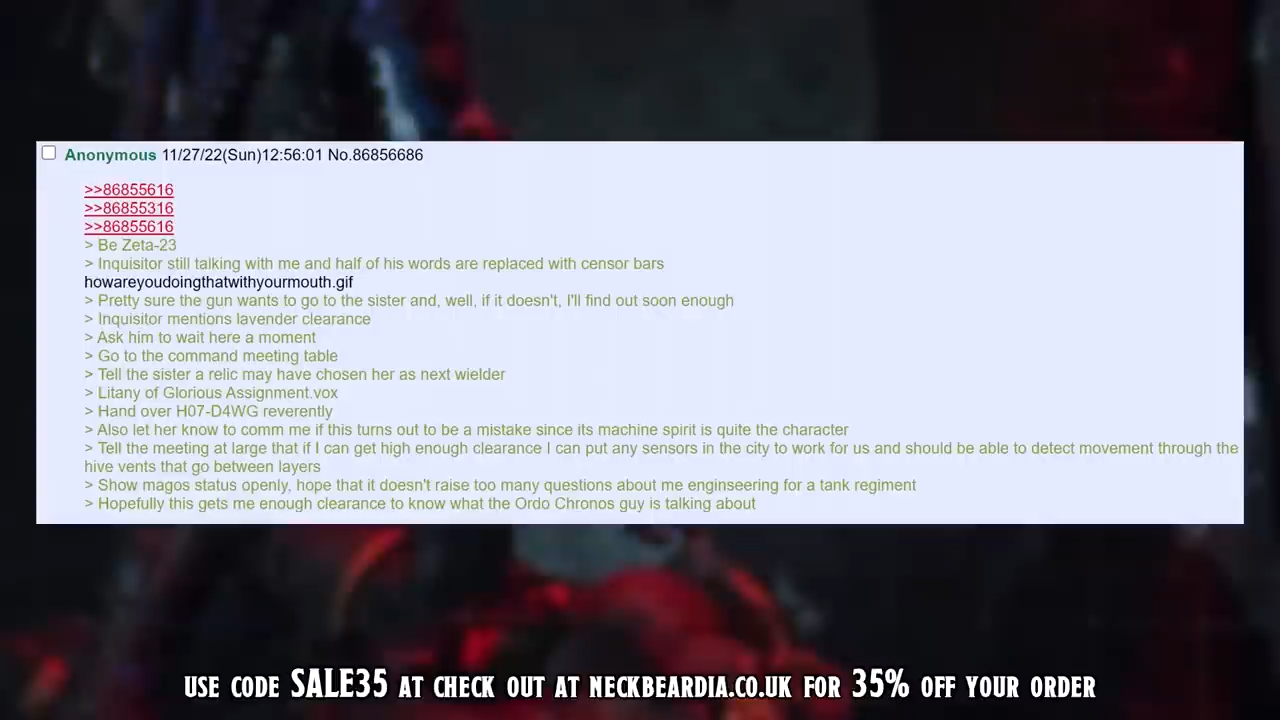 Anonymous 11/27/22(Sun)12:56:01 No.86856686
>>86855616
>>86855316
>>86855616
> Be Zeta-23
> Inquisitor still talking with me and half of his words are replaced with censor bars
howareyoudoingthatwithyourmouth.gif
> Pretty sure the gun wants to go to the sister and, well, if it doesn't, I'll find out soon enough
> Inquisitor mentions lavender clearance
> Ask him to wait here a moment
> Go to the command meeting table
> Tell the sister a relic may have chosen her as next wielder
> Litany of Glorious Assignment.vox
> Hand over H07-D4WG reverently
> Also let her know to comm me if this turns out to be a mistake since its machine spirit is quite the character
> Tell the meeting at large that if I can get high enough clearance I can put any sensors in the city to work for us and should be able to detect movement through the
hive vents that go between layers
> Show magos status openly, hope that it doesn't raise too many questions about me enginseering for a tank regiment
> Hopefully this gets me enough clearance to know what the Ordo Chronos guy is talking about
USE CODE SALE35 AT CHECK OUT AT NECKBEARDIA.CO.UK FOR 35% OFF YOUR ORDER